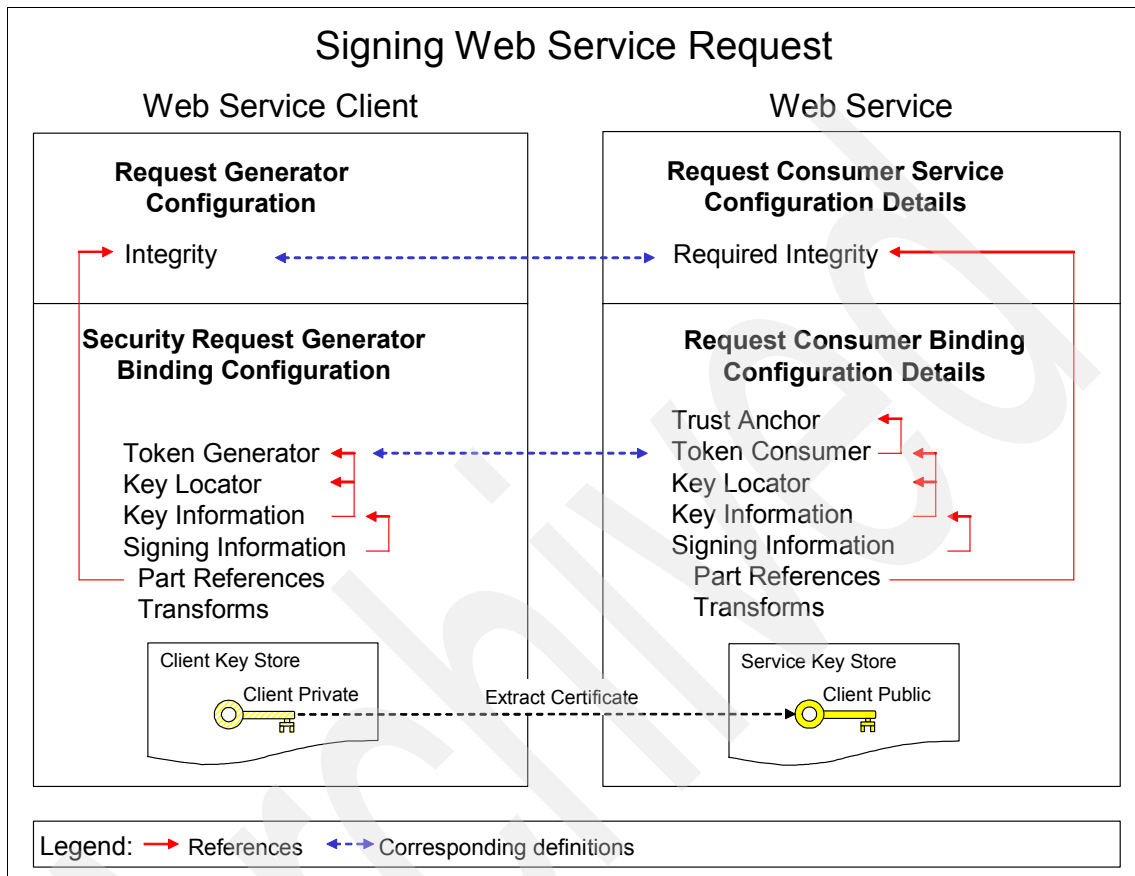 Signing Web Service Request
Web Service Client
Web Service
Request Generator
Configuration
Integrity
Request Consumer Service
Configuration Details
Required Integrity
Security Request Generator
Binding Configuration
Token Generator
Key Locator
Key Information
Signing Information
Part References
Transforms
Request Consumer Binding
Configuration Details
Trust Anchor
Token Consumer
Key Locator
Key Information
Signing Information
Part References
Transforms
Client Key Store
Client Private
Extract Certificate
Service Key Store
Client Public
Legend: References Corresponding definitions
Archived